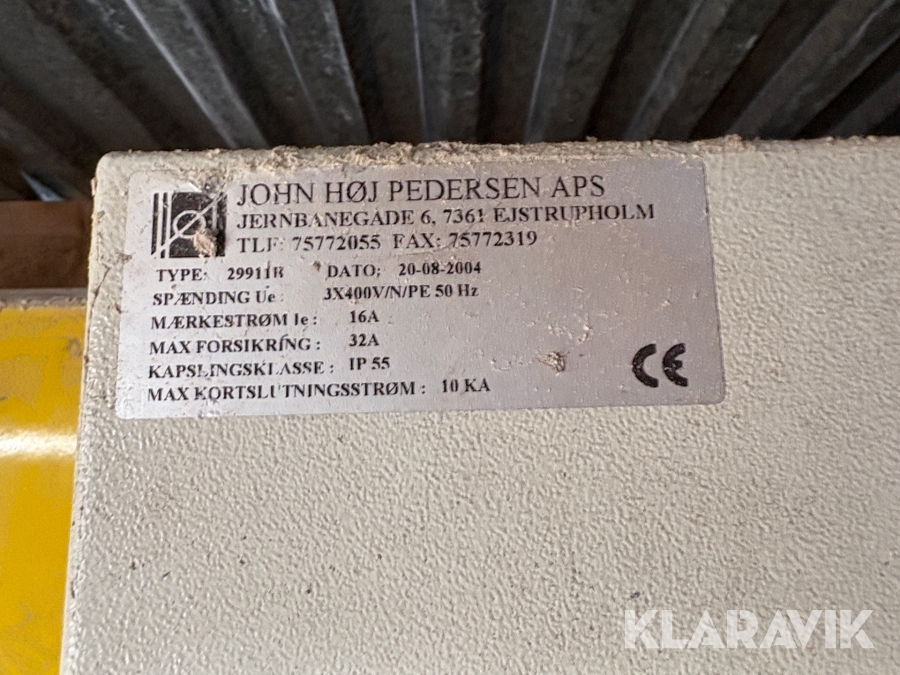 JOHN HØJ PEDERSEN APS
JERNBANEGADE 6, 7361 EJSTRUPHOLM
TLF: 75772055 FAX: 75772319
TYPE: 29911R DATO; 20-08-2004
SPÆNDING Ue : 3X400V/N/PE 50 Hz
MÆRKESTRØM Ie : 16A
MAX FORSIKRING : 32A
KAPSLINGSKLASSE : IP 55
MAX KORTSLUTNINGSSTRØM : 10 KA
CE
KLARAVIK